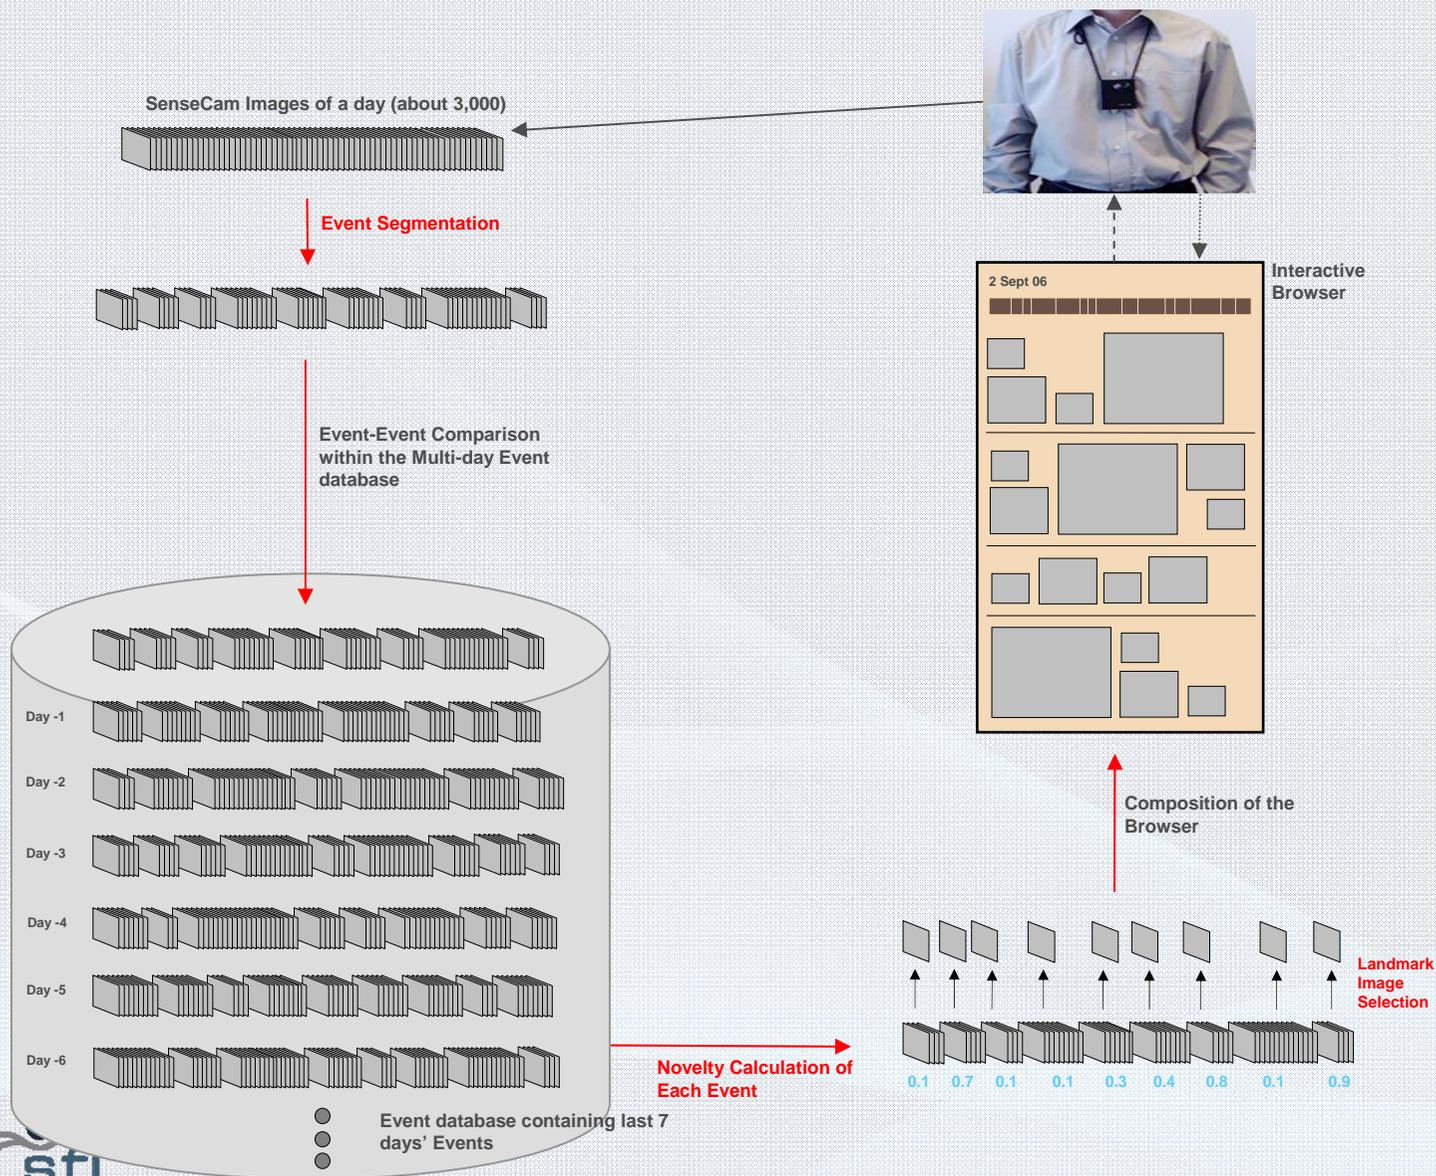 SenseCam Images of a day (about 3,000)
Event Segmentation
Event-Event Comparison
within the Multi-day Event
database
Day -1
Day -2
Day -3
Day -4
Day -5
Day -6
Event database containing last 7
days’ Events
Novelty Calculation of
Each Event
0.1 0.7 0.1 0.1 0.3 0.4 0.8 0.1 0.9
Landmark
Image
Selection
Composition of the
Browser
2 Sept 06
Interactive
Browser
sfi